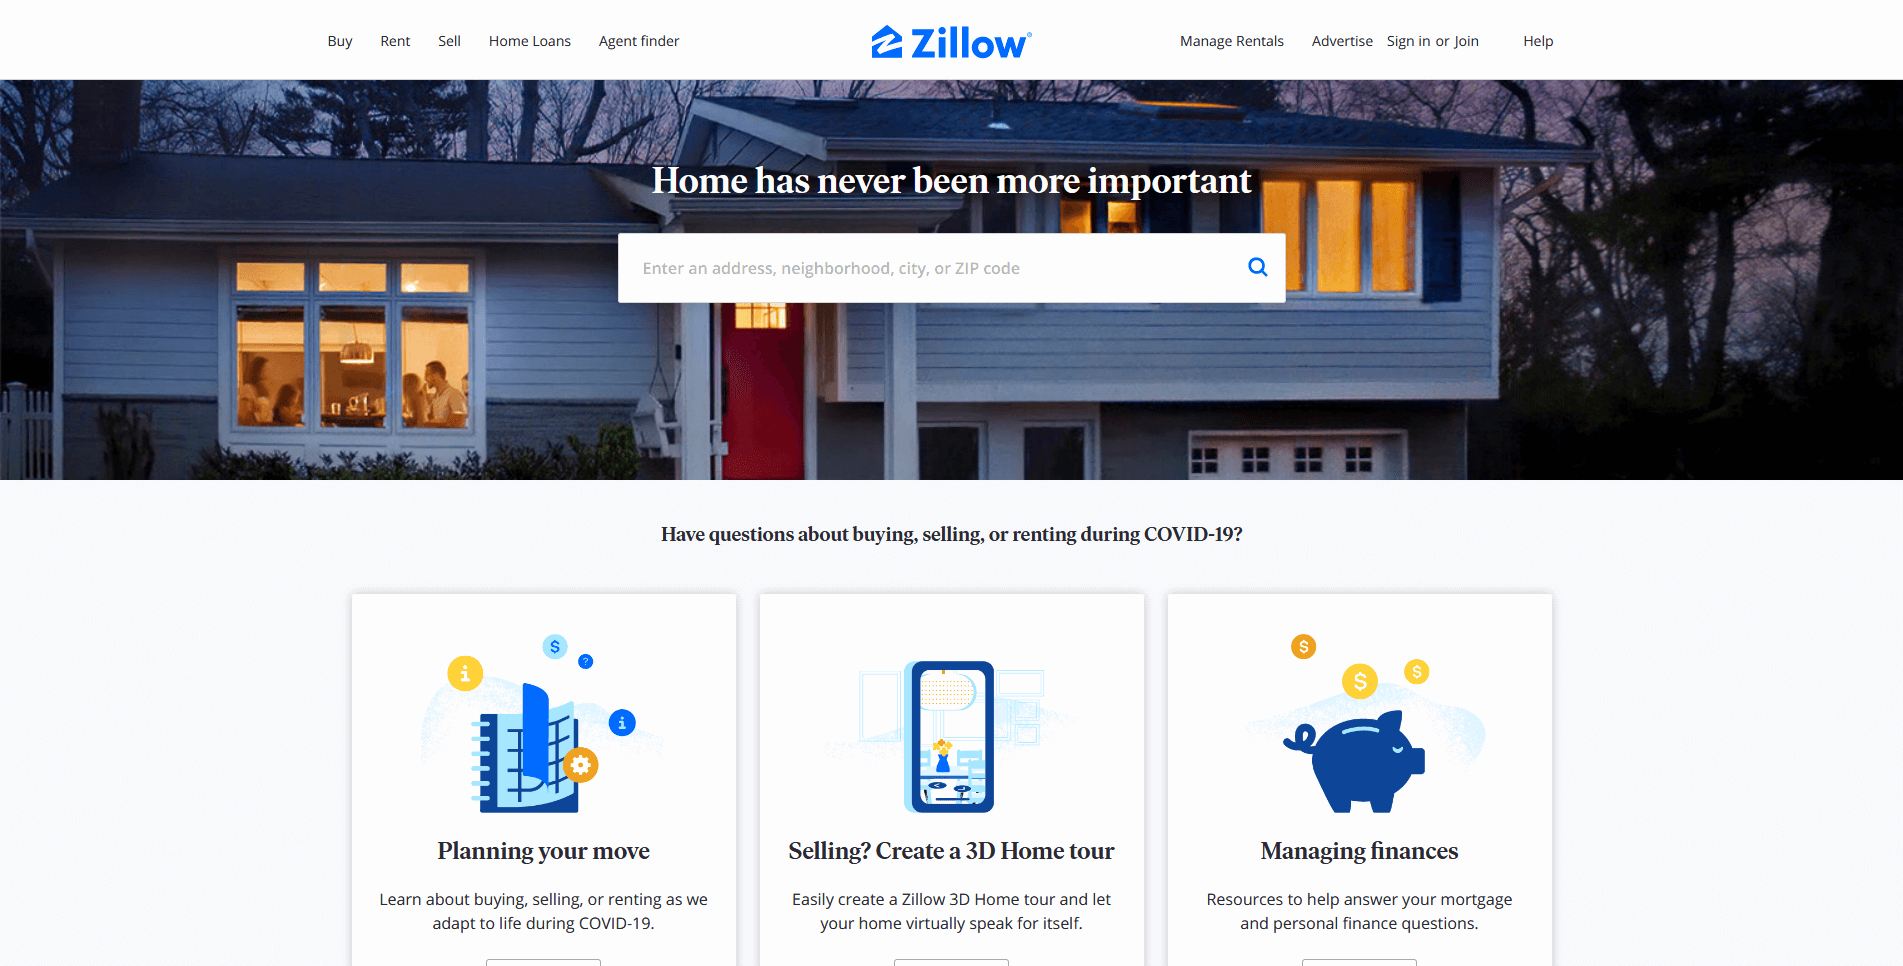 Buy Rent Sell Home Loans Agent finder Zillow® Manage Rentals Advertise Sign in or Join Help
Home has never been more important
Enter an address, neighborhood, city, or ZIP code
Have questions about buying, selling, or renting during COVID-19?
i $ ? i
Planning your move
Learn about buying, selling, or renting as we
adapt to life during COVID-19.
Selling? Create a 3D Home tour
Easily create a Zillow 3D Home tour and let
your home virtually speak for itself.
$ $ $
Managing finances
Resources to help answer your mortgage
and personal finance questions.